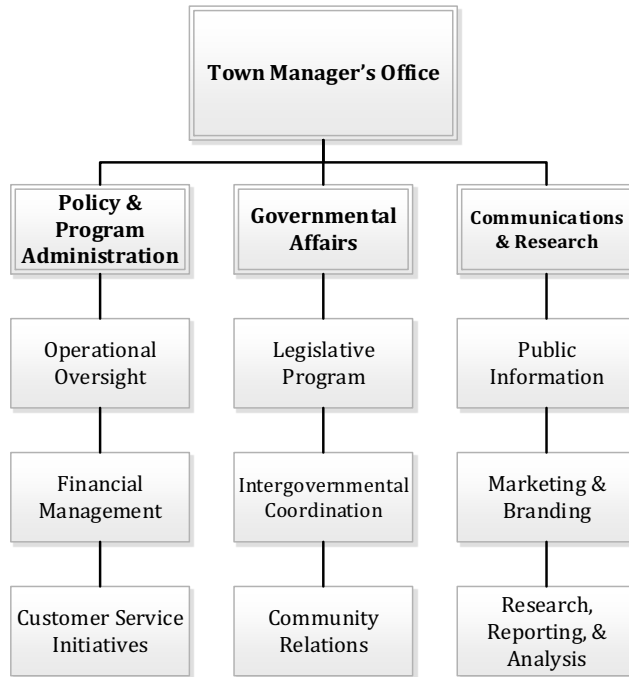 Town Manager’s Office
Policy &
Program
Administration
Governmental
Affairs
Communications
& Research
Operational
Oversight
Legislative
Program
Public
Information
Financial
Management
Intergovernmental
Coordination
Marketing &
Branding
Customer Service
Initiatives
Community
Relations
Research,
Reporting, &
Analysis